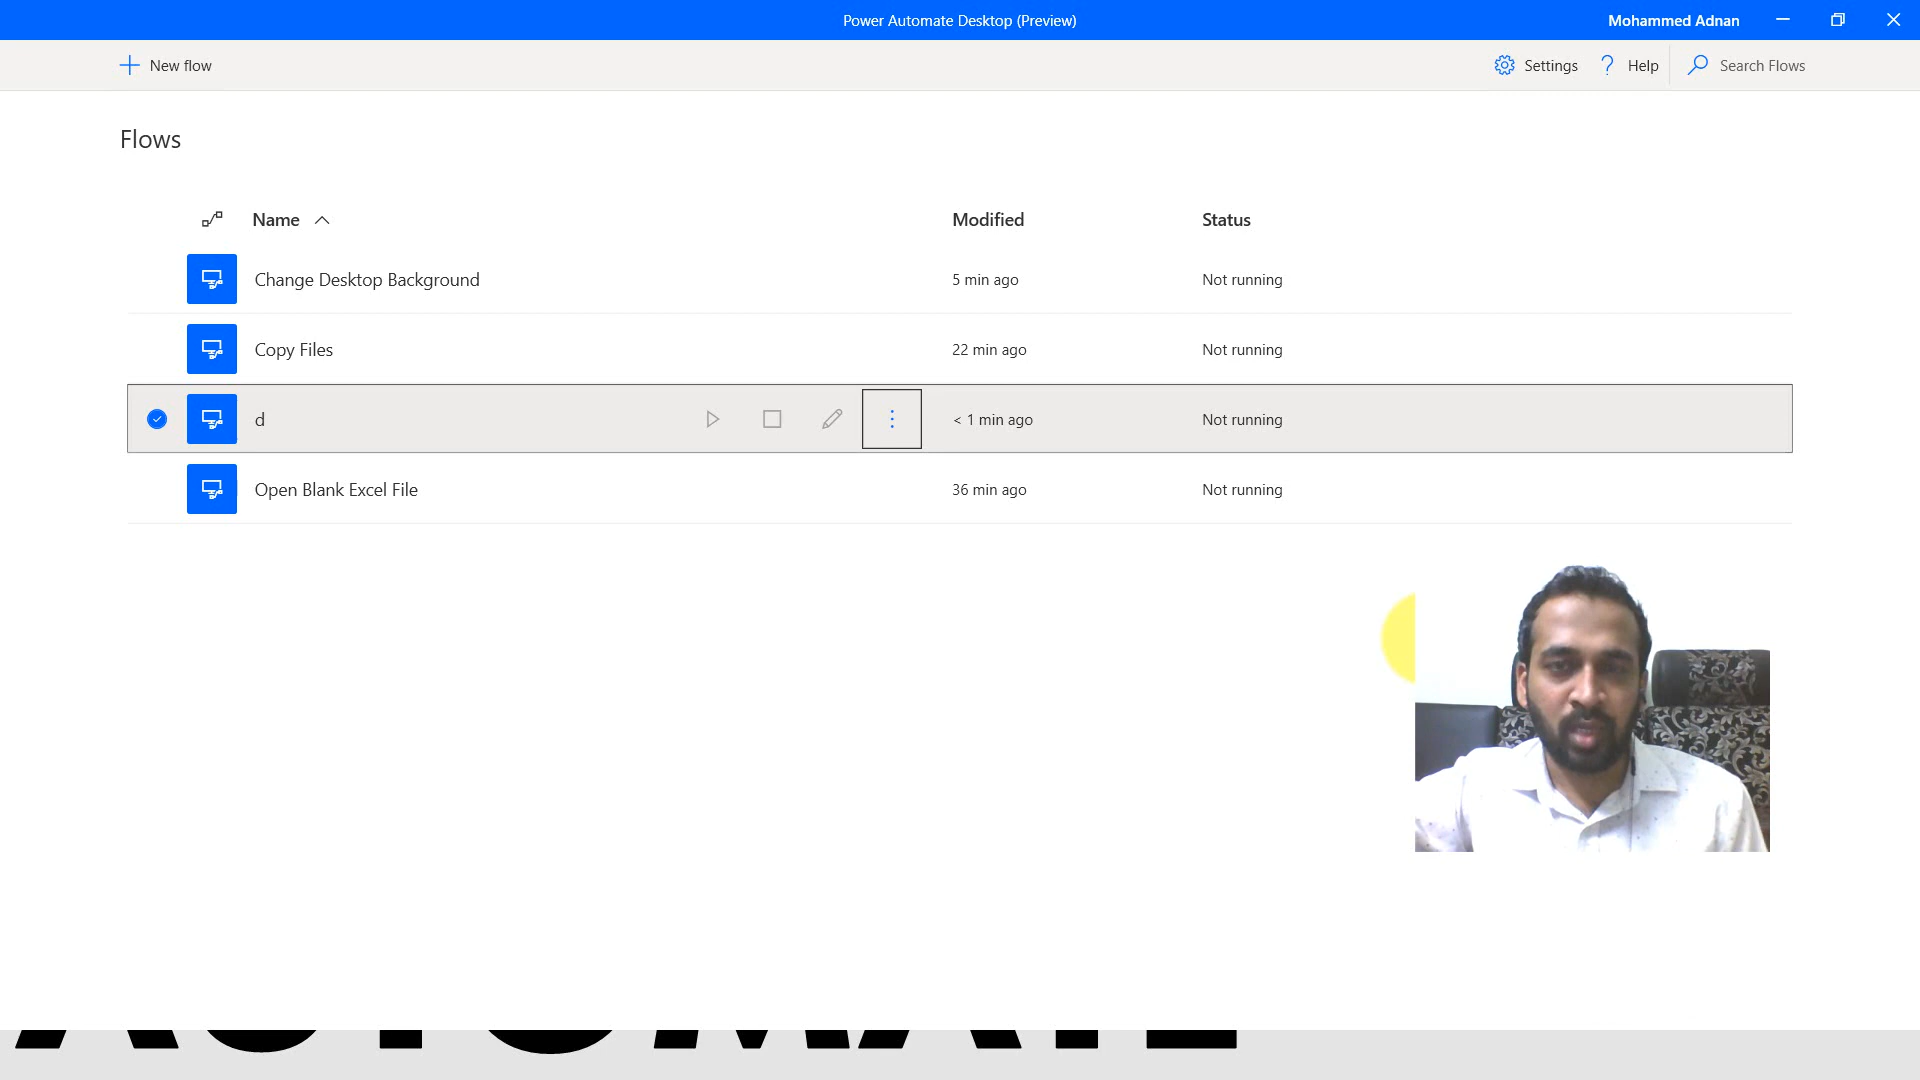 Power Automate Desktop (Preview)
Mohammed Adnan
New flow
Settings
Help
Search Flows
Flows
Name
Modified
Status
Change Desktop Background
5 min ago
Not running
Copy Files
22 min ago
Not running
d
< 1 min ago
Not running
Open Blank Excel File
36 min ago
Not running